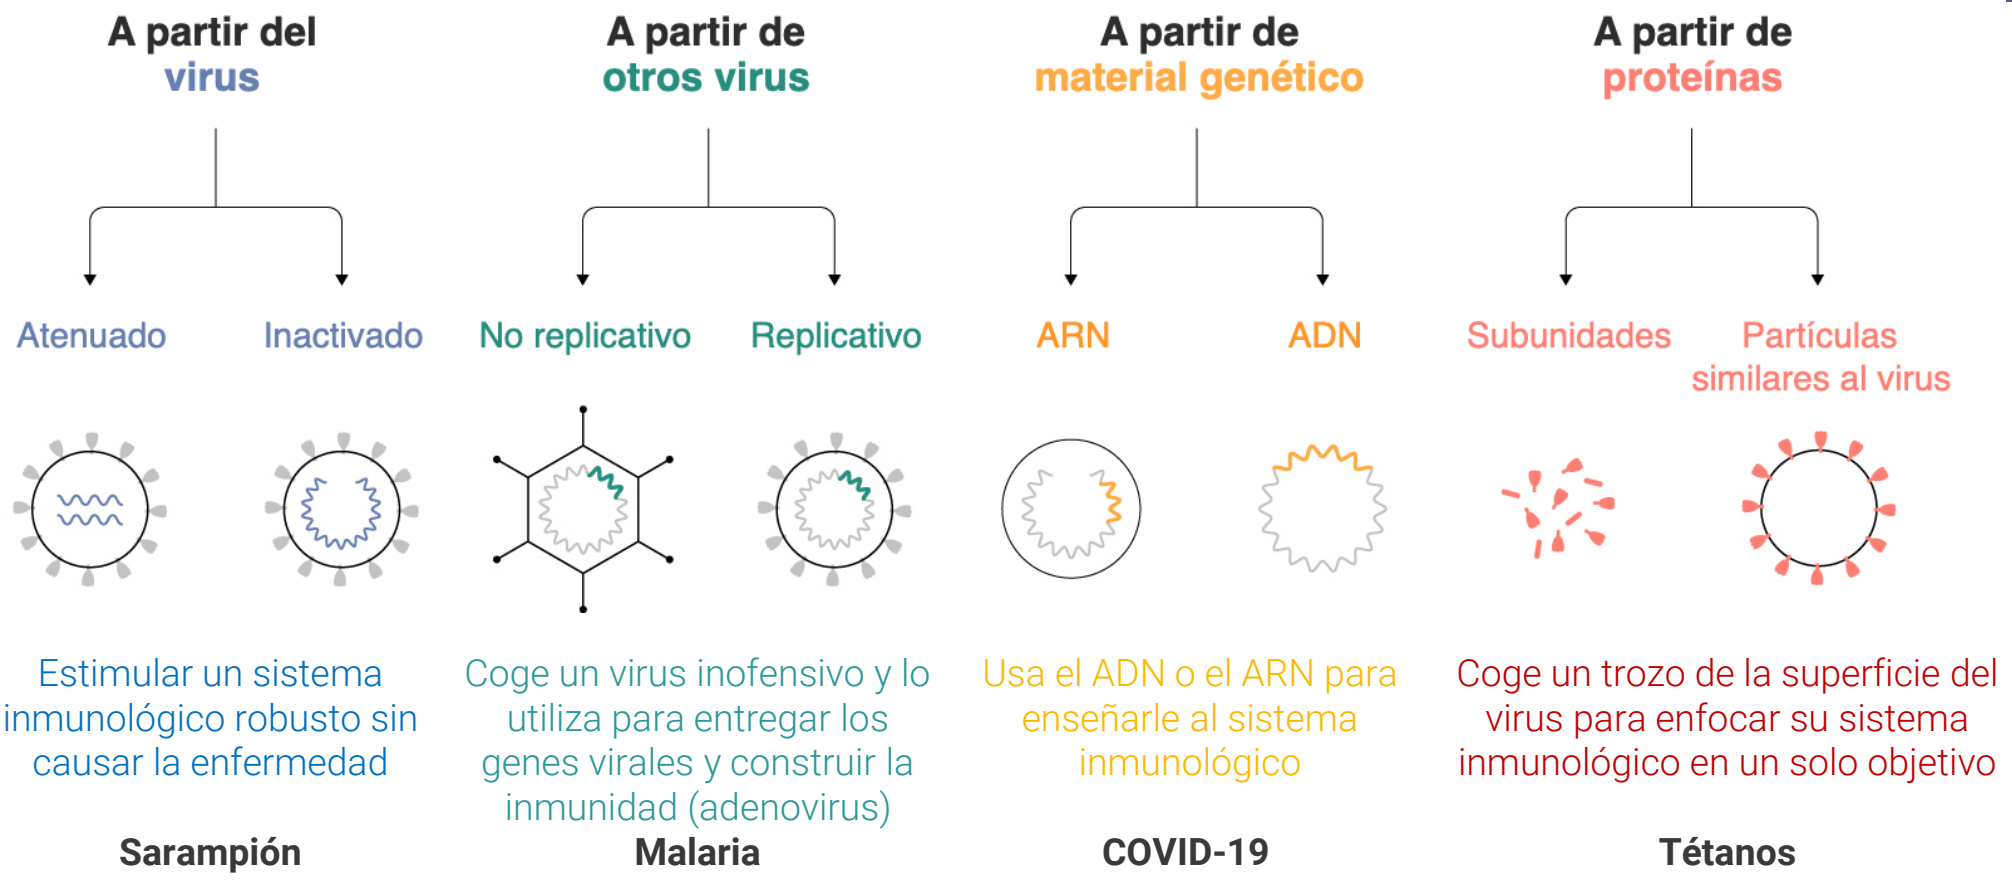 A partir del
virus
Atenuado
Inactivado
Estimular un sistema
inmunológico robusto sin
causar la enfermedad
Sarampión
A partir de
otros virus
No replicativo
Replicativo
Coge un virus inofensivo y lo
utiliza para entregar los
genes virales y construir la
inmunidad (adenovirus)
Malaria
A partir de
material genético
ARN
ADN
Usa el ADN o el ARN para
enseñarle al sistema
inmunológico
COVID-19
A partir de
proteínas
Subunidades
Partículas
similares al virus
Coge un trozo de la superficie del
virus para enfocar su sistema
inmunológico en un solo objetivo
Tétanos